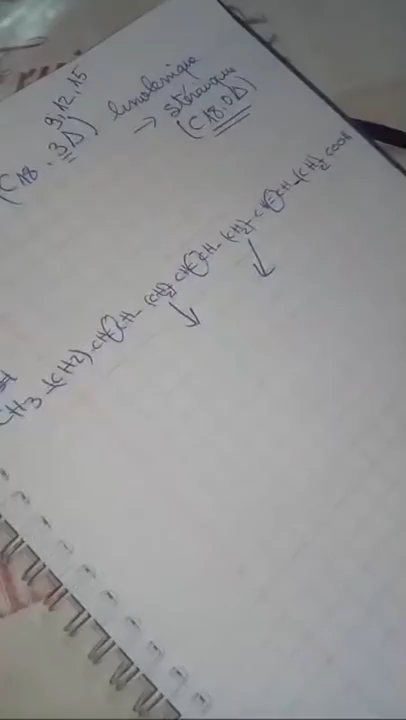 (C18 : 3Δ 9,12,15) linolénique
→ stéarique
(C18:0Δ)
CH3-(CH2)-CH=CH-(CH2)-CH=CH-(CH2)-CH=CH-(CH2) COOH